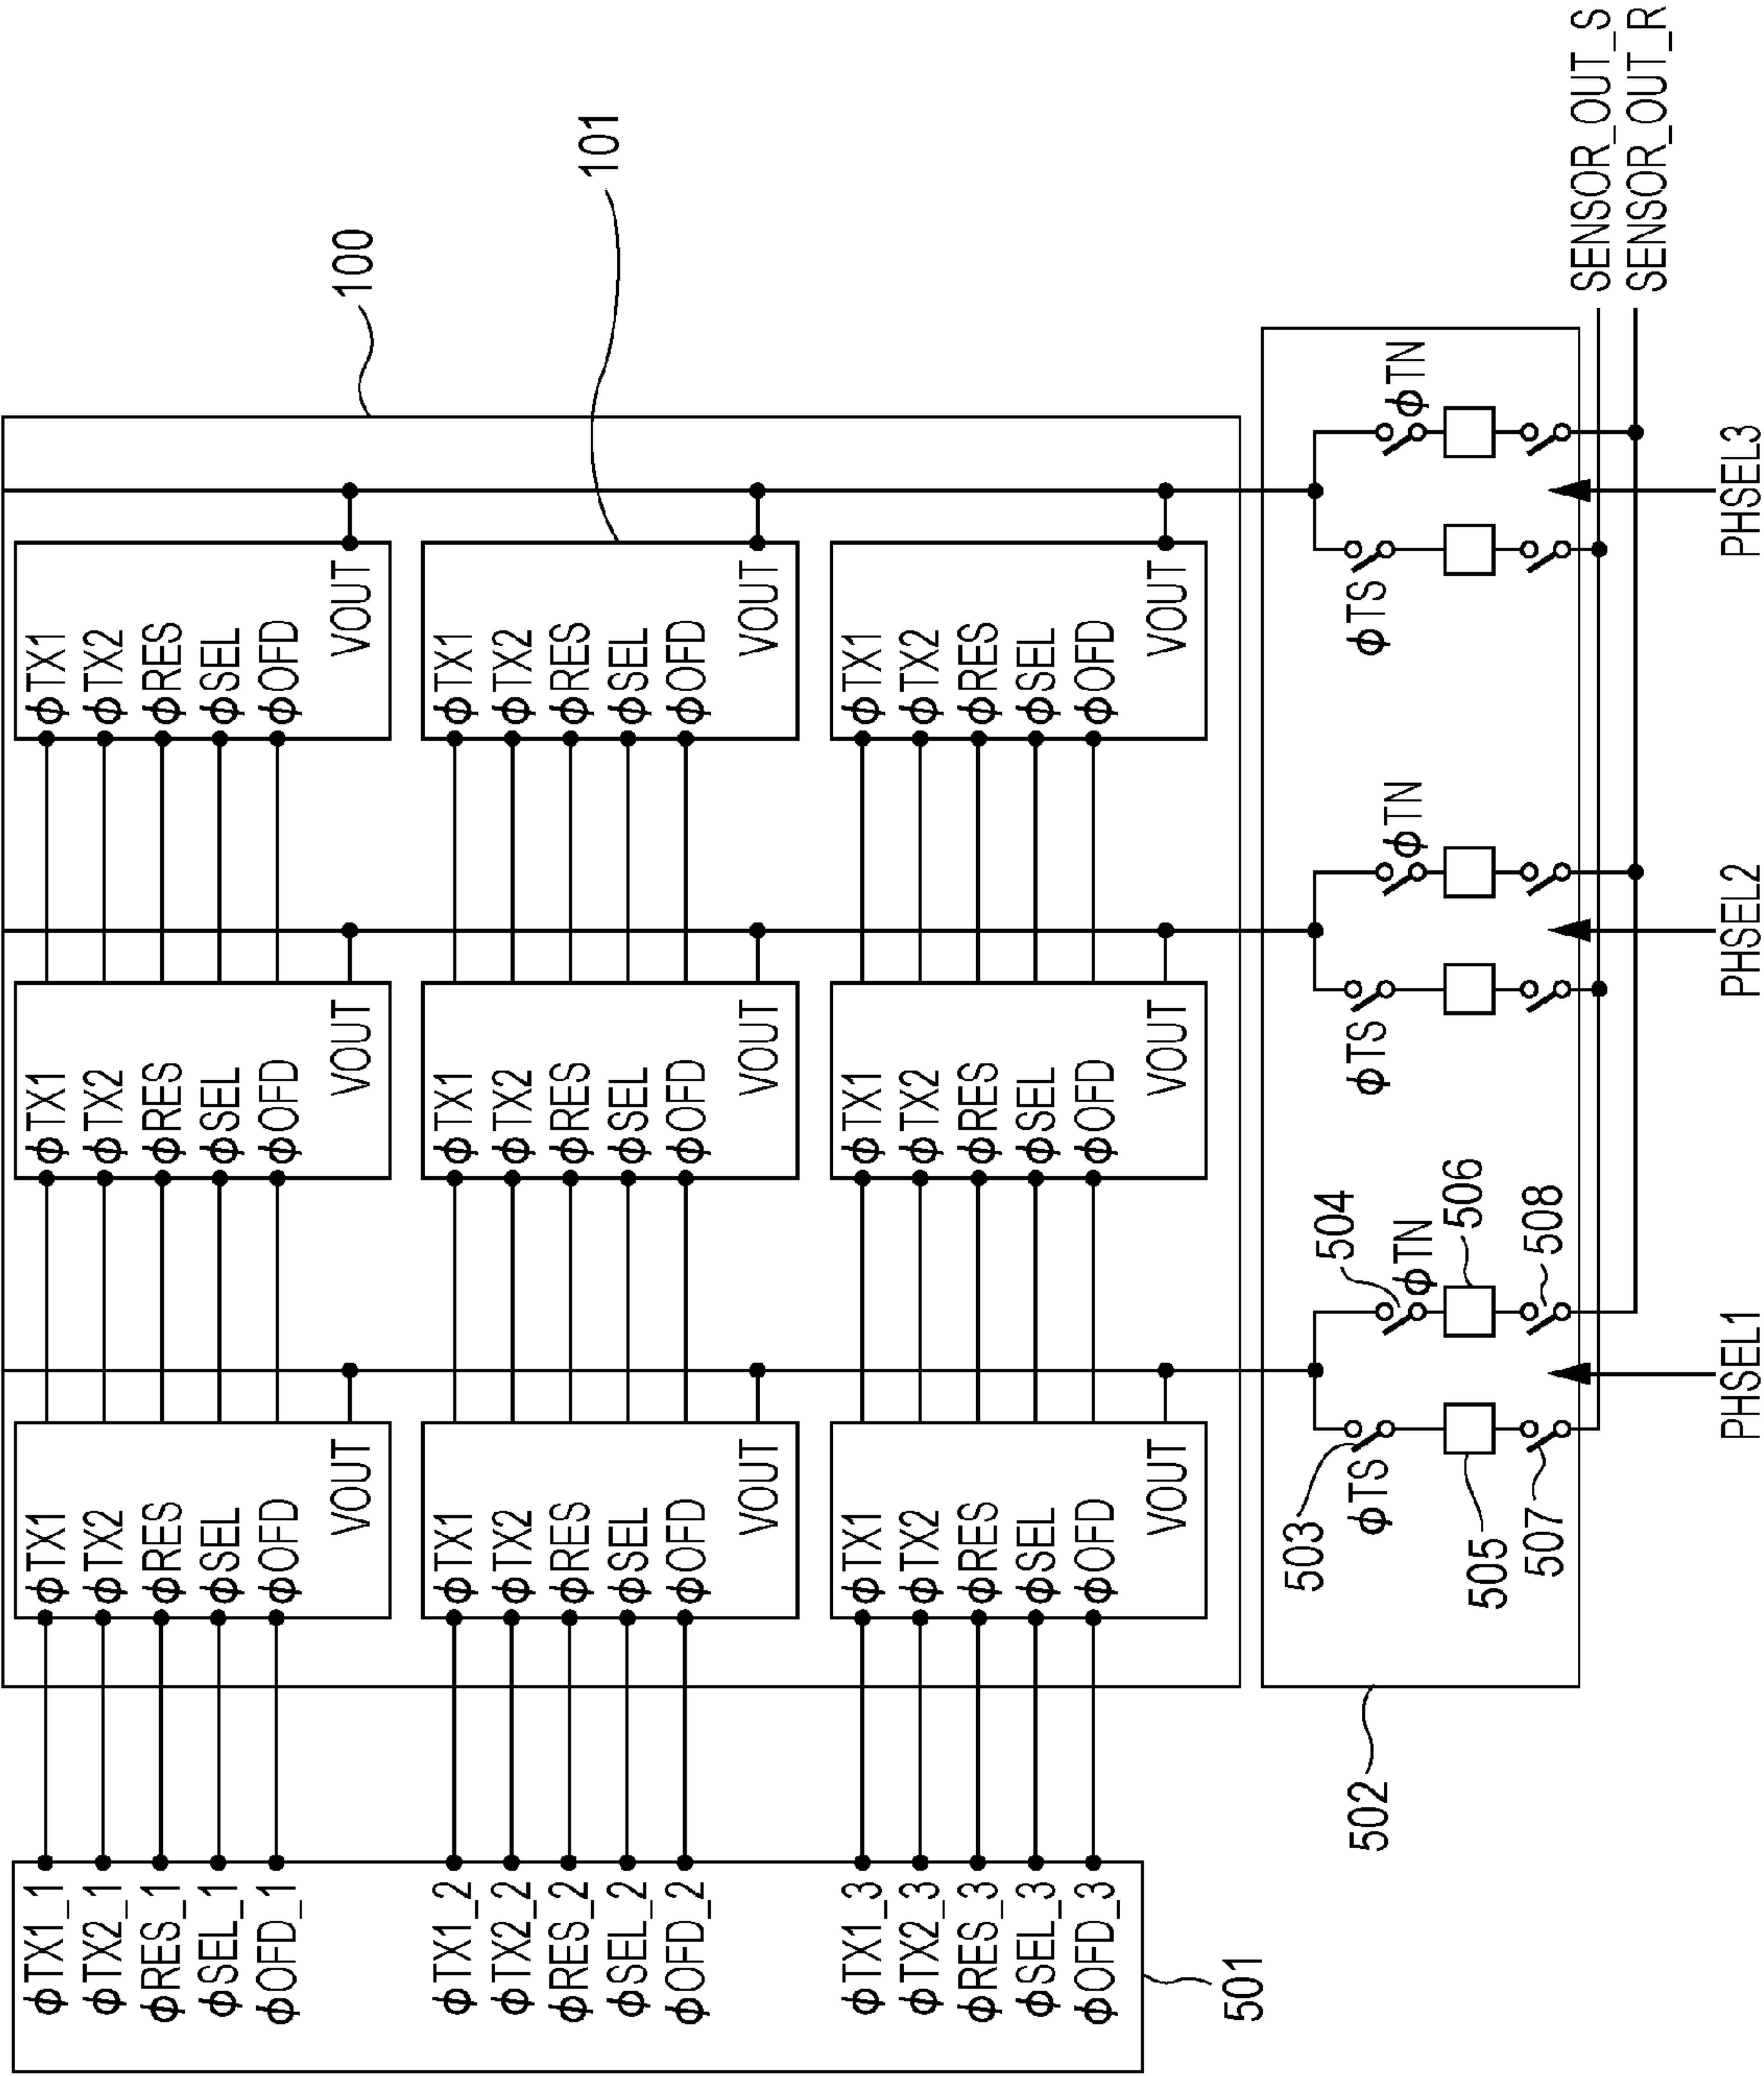 100
101
ϕTX1_1
ϕTX2_1
ϕRES_1
ϕSEL_1
ϕOFD_1
ϕTX1
ϕTX2
ϕRES
ϕSEL
ϕOFD
VOUT
ϕTX1
ϕTX2
ϕRES
ϕSEL
ϕOFD
VOUT
ϕTX1
ϕTX2
ϕRES
ϕSEL
ϕOFD
VOUT
ϕTX1_2
ϕTX2_2
ϕRES_2
ϕSEL_2
ϕOFD_2
ϕTX1
ϕTX2
ϕRES
ϕSEL
ϕOFD
VOUT
ϕTX1
ϕTX2
ϕRES
ϕSEL
ϕOFD
VOUT
ϕTX1
ϕTX2
ϕRES
ϕSEL
ϕOFD
VOUT
ϕTX1_3
ϕTX2_3
ϕRES_3
ϕSEL_3
ϕOFD_3
ϕTX1
ϕTX2
ϕRES
ϕSEL
ϕOFD
VOUT
ϕTX1
ϕTX2
ϕRES
ϕSEL
ϕOFD
VOUT
ϕTX1
ϕTX2
ϕRES
ϕSEL
ϕOFD
VOUT
501
502
503
504
ϕTS
ϕTN
505
506
507
508
ϕTS
ϕTN
ϕTS
ϕTN
SENSOR_OUT_S
SENSOR_OUT_R
PHSEL1
PHSEL2
PHSEL3